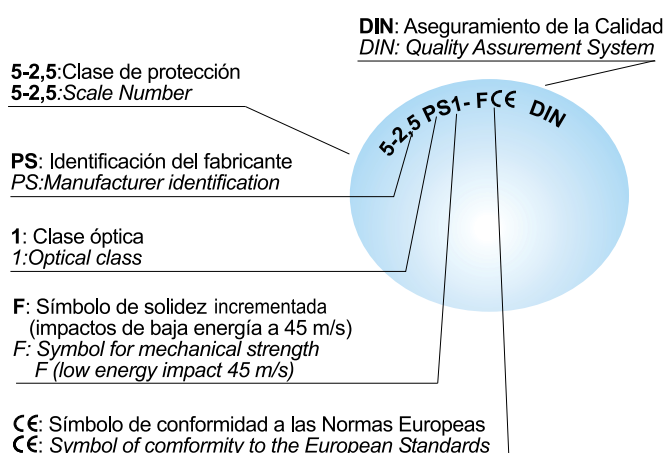 DIN: Aseguramiento de la Calidad
DIN: Quality Assurement System
5-2,5:Clase de protección
5-2,5:Scale Number
5-2,5 PS1- FC€ DIN
PS: Identificación del fabricante
PS:Manufacturer identification
1: Clase óptica
1:Optical class
F: Símbolo de solidez incrementada
(impactos de baja energía a 45 m/s)
F: Symbol for mechanical strength
F (low energy impact 45 m/s)
CE: Símbolo de conformidad a las Normas Europeas
CE: Symbol of comformity to the European Standards